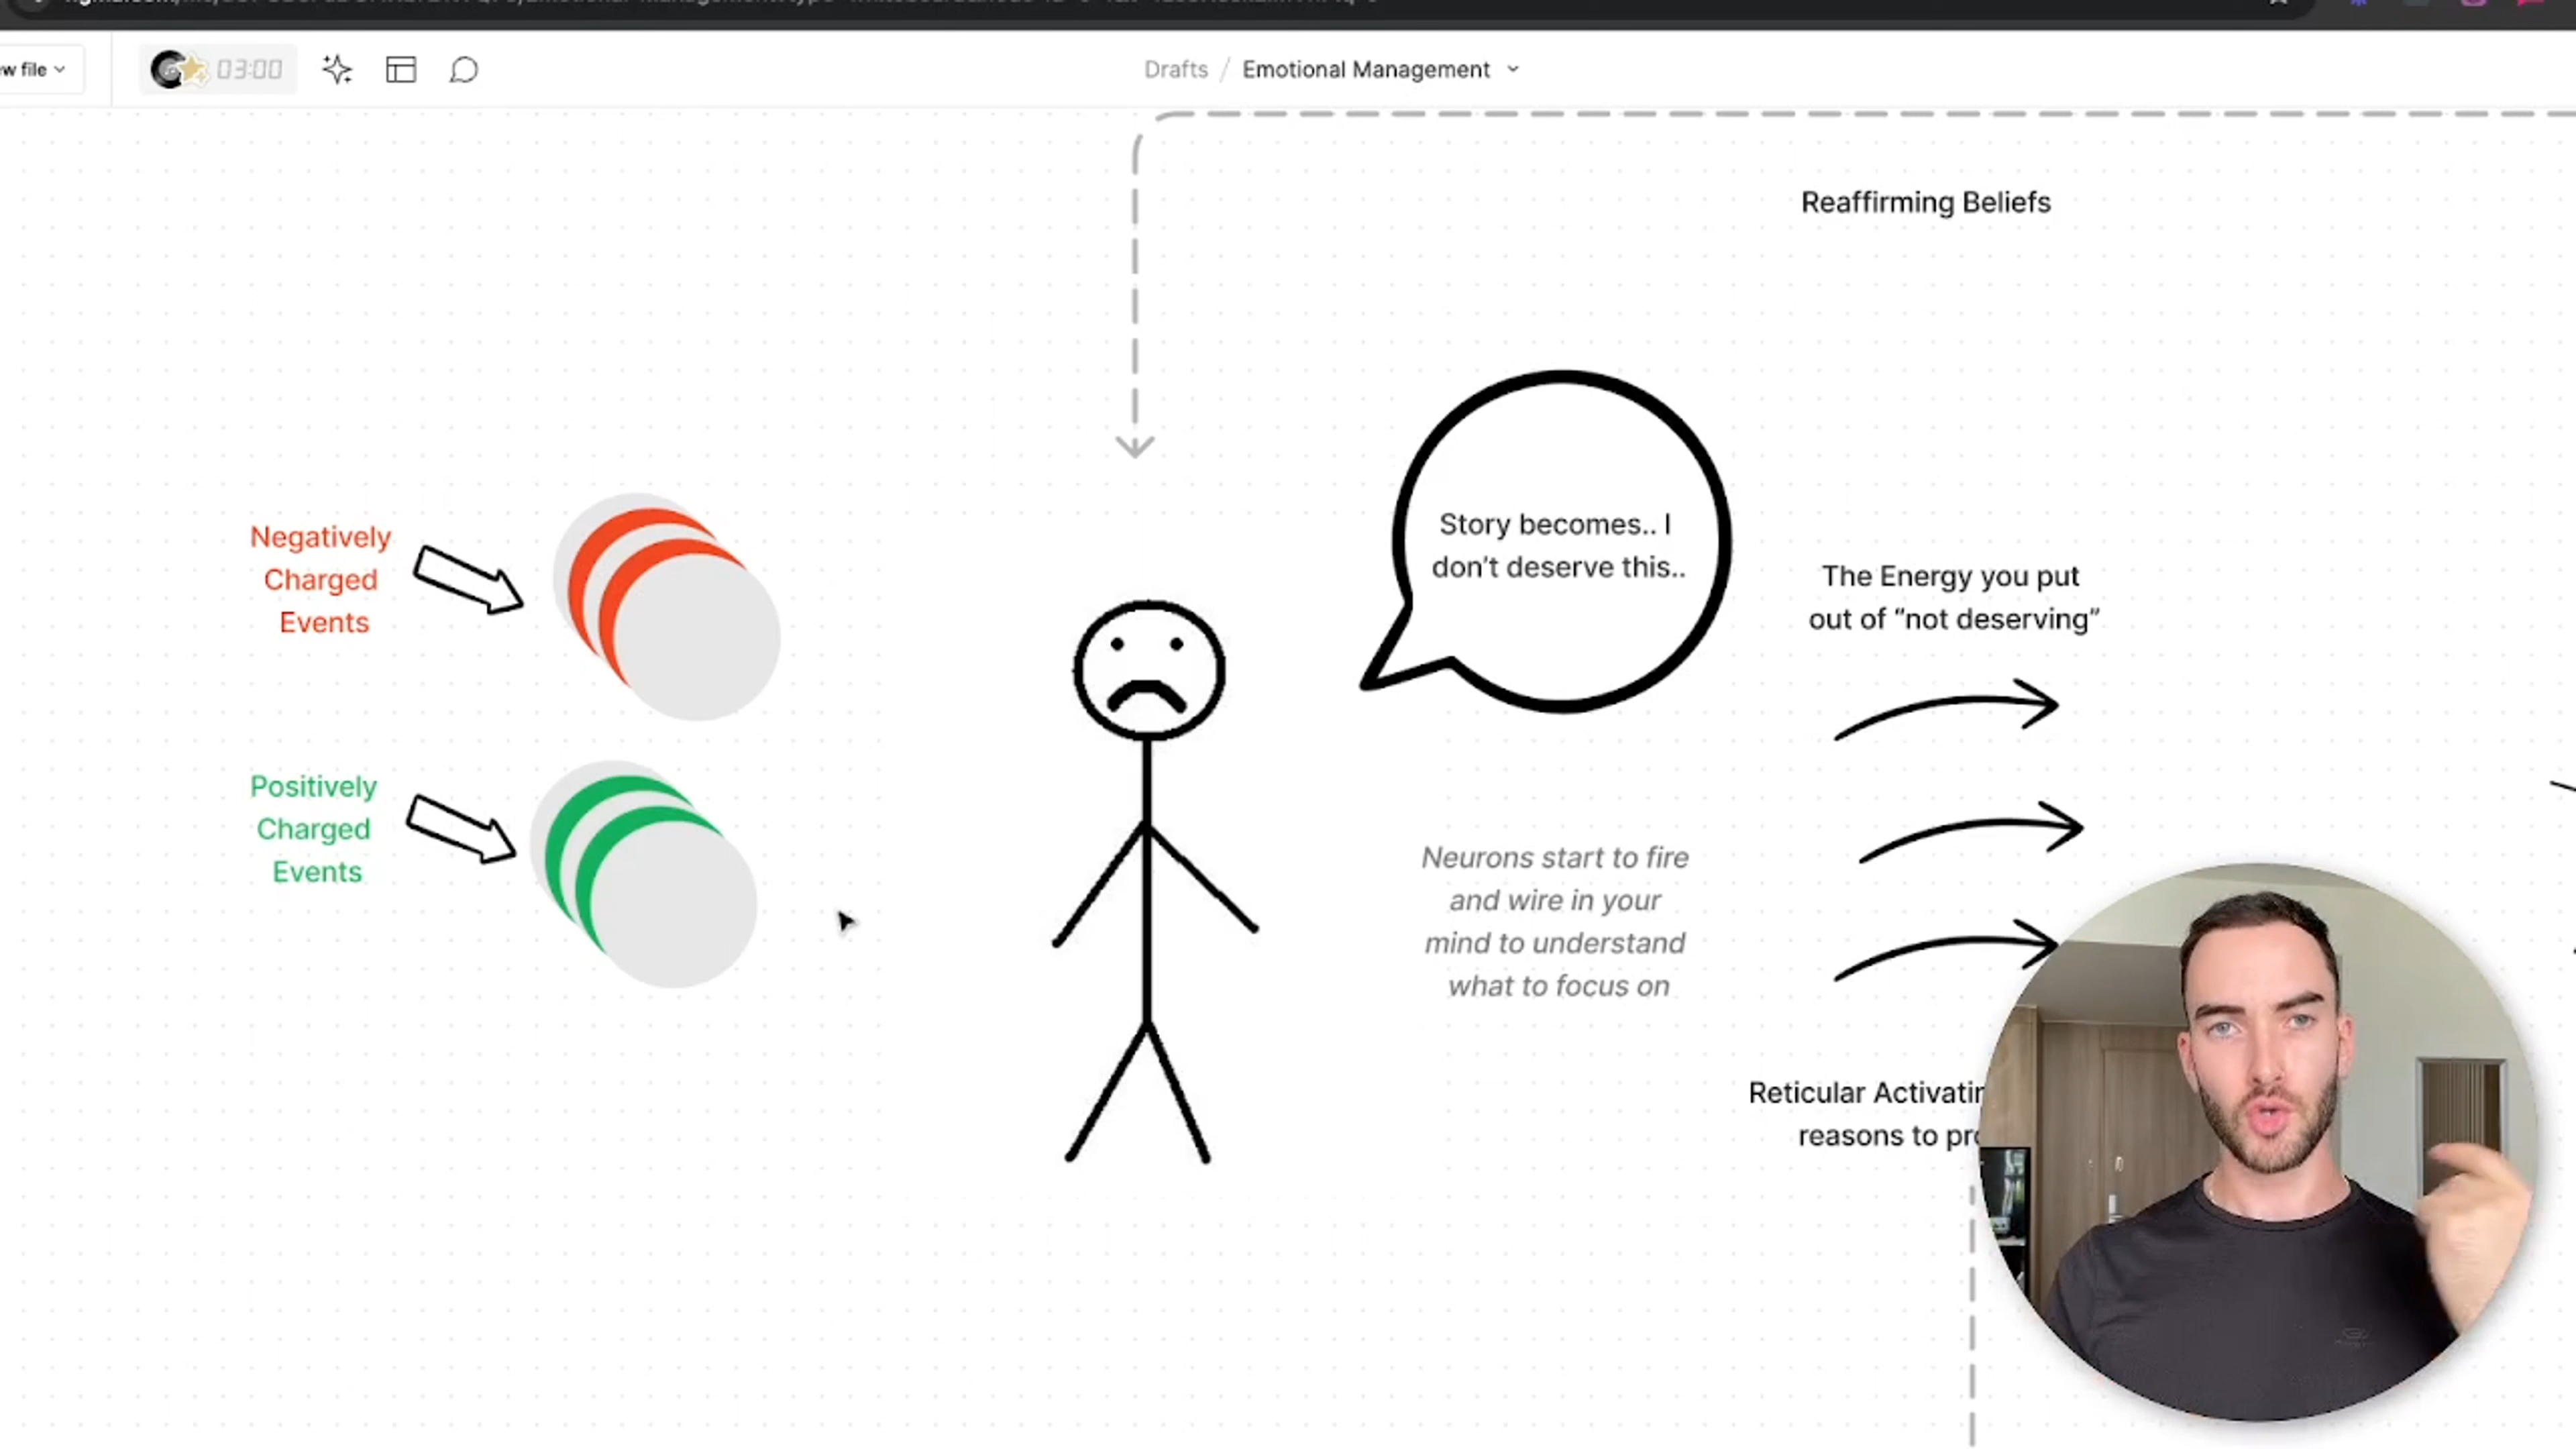 w file
03:00
Drafts / Emotional Management
Reaffirming Beliefs
Negatively
Charged
Events
Story becomes.. I
don't deserve this..
The Energy you put
out of “not deserving”
Positively
Charged
Events
Neurons start to fire
and wire in your
mind to understand
what to focus on
Reticular Activatin
reasons to pro